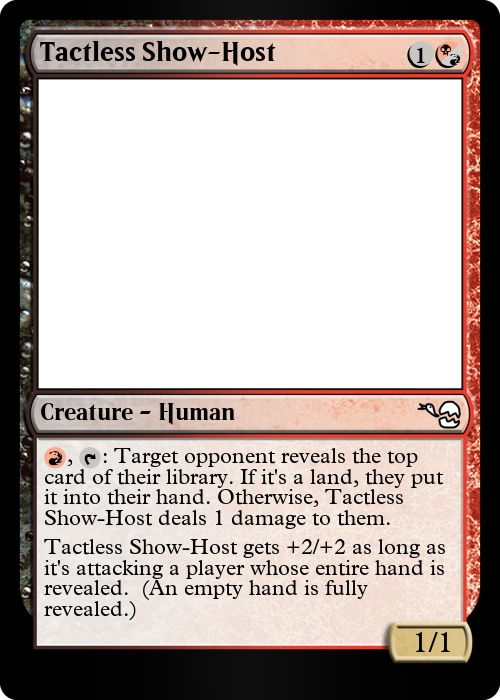 Tactless Show-Host 1
Creature - Human
, : Target opponent reveals the top
card of their library. If it's a land, they put
it into their hand. Otherwise, Tactless
Show-Host deals 1 damage to them.
Tactless Show-Host gets +2/+2 as long as
it's attacking a player whose entire hand is
revealed. (An empty hand is fully
revealed.)
1/1